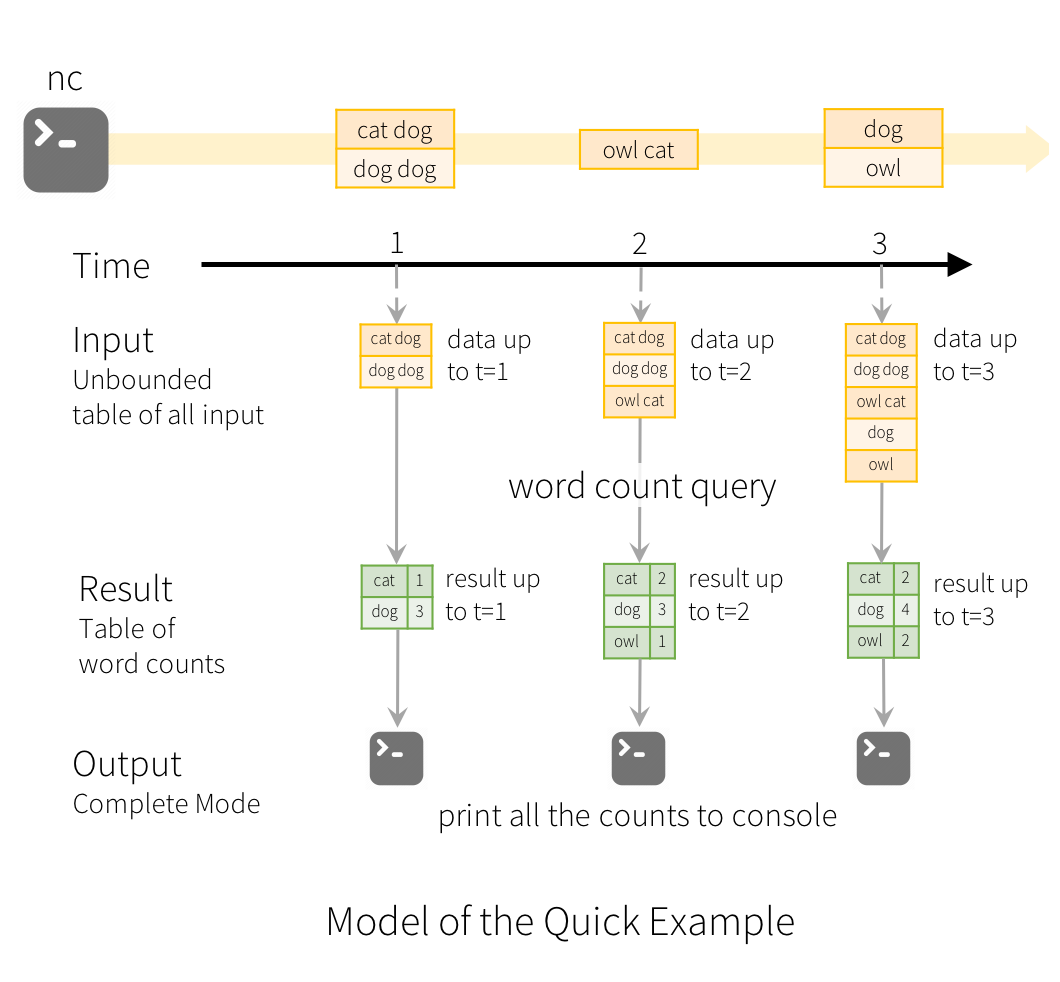 nc
cat dog
dog dog
owl cat
dog
owl
Time
1
2
3
Input
Unbounded
table of all input
cat dog
dog dog
data up
to t=1
cat dog
dog dog
owl cat
data up
to t=2
cat dog
dog dog
owl cat
dog
owl
data up
to t=3
word count query
Result
Table of
word counts
cat 1
dog 3
result up
to t=1
cat 2
dog 3
owl 1
result up
to t=2
cat 2
dog 4
owl 2
result up
to t=3
Output
Complete Mode
print all the counts to console
Model of the Quick Example